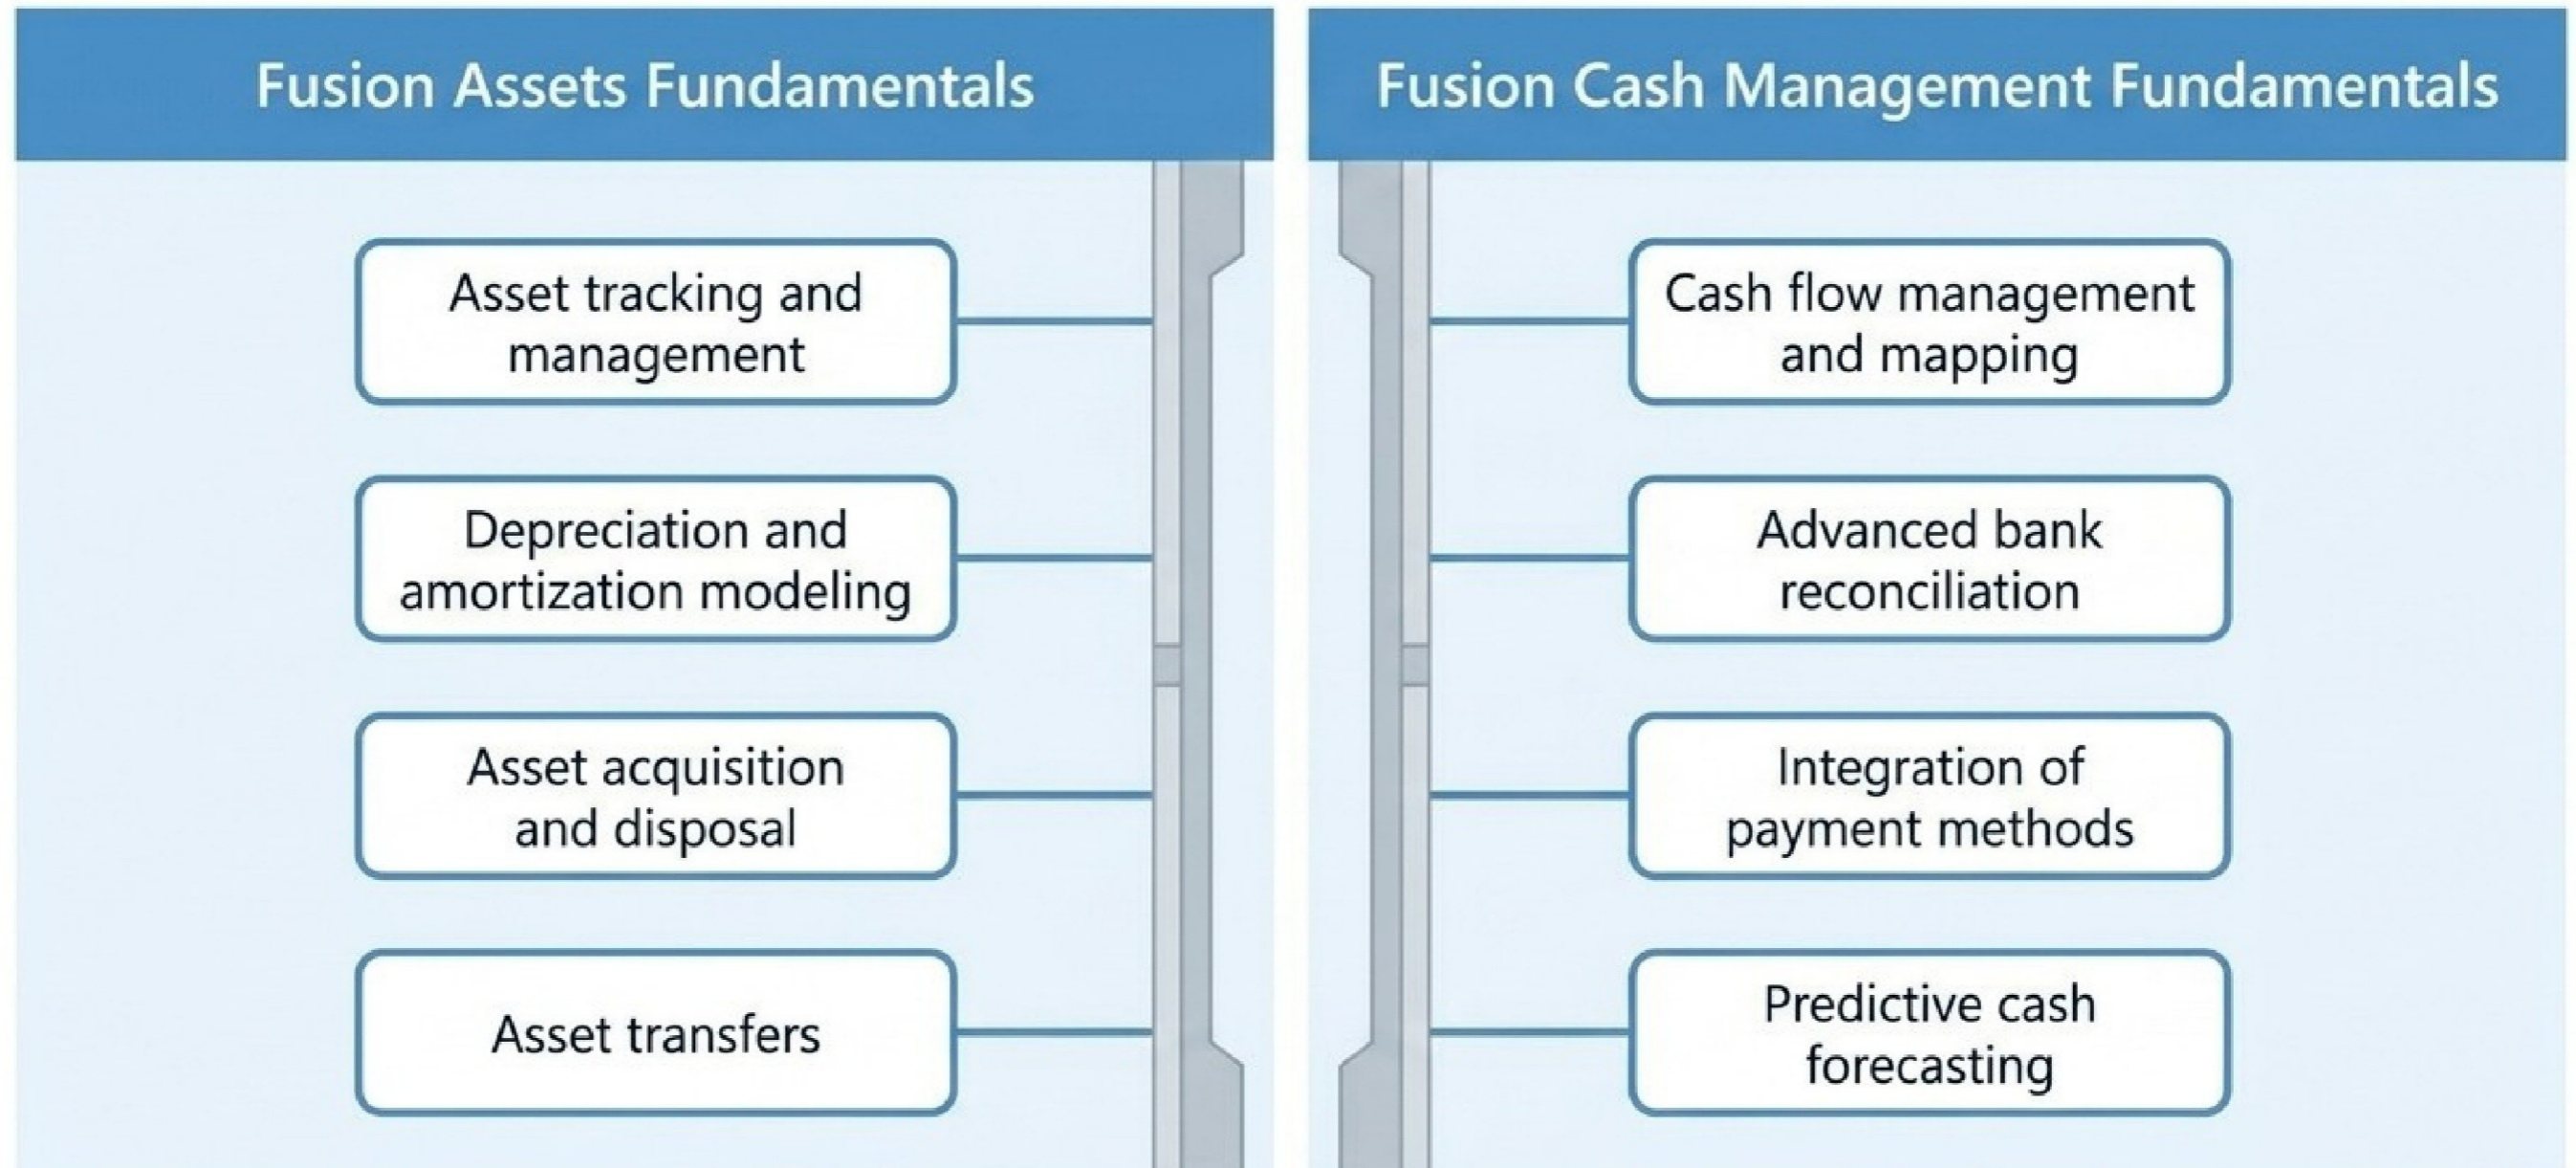 Fusion Assets Fundamentals
Asset tracking and
management
Depreciation and
amortization modeling
Asset acquisition
and disposal
Asset transfers
Fusion Cash Management Fundamentals
Cash flow management
and mapping
Advanced bank
reconciliation
Integration of
payment methods
Predictive cash
forecasting